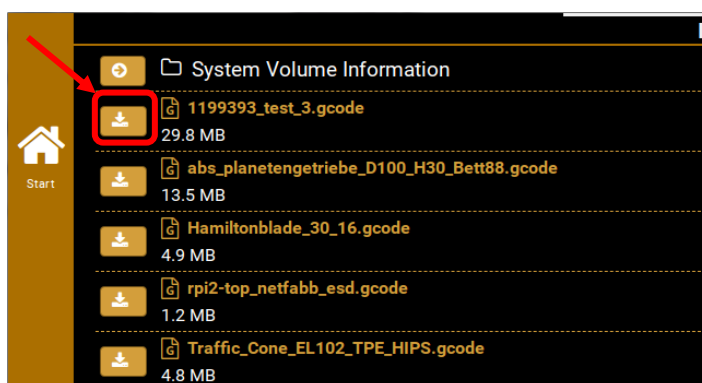 System Volume Information
1199393_test_3.gcode
29.8 MB
Start
abs_planetengetriebe_D100_H30_Bett88.gcode
13.5 MB
Hamiltonblade_30_16.gcode
4.9 MB
rpi2-top_netfabb_esd.gcode
1.2 MB
Traffic_Cone_EL102_TPE_HIPS.gcode
4.8 MB